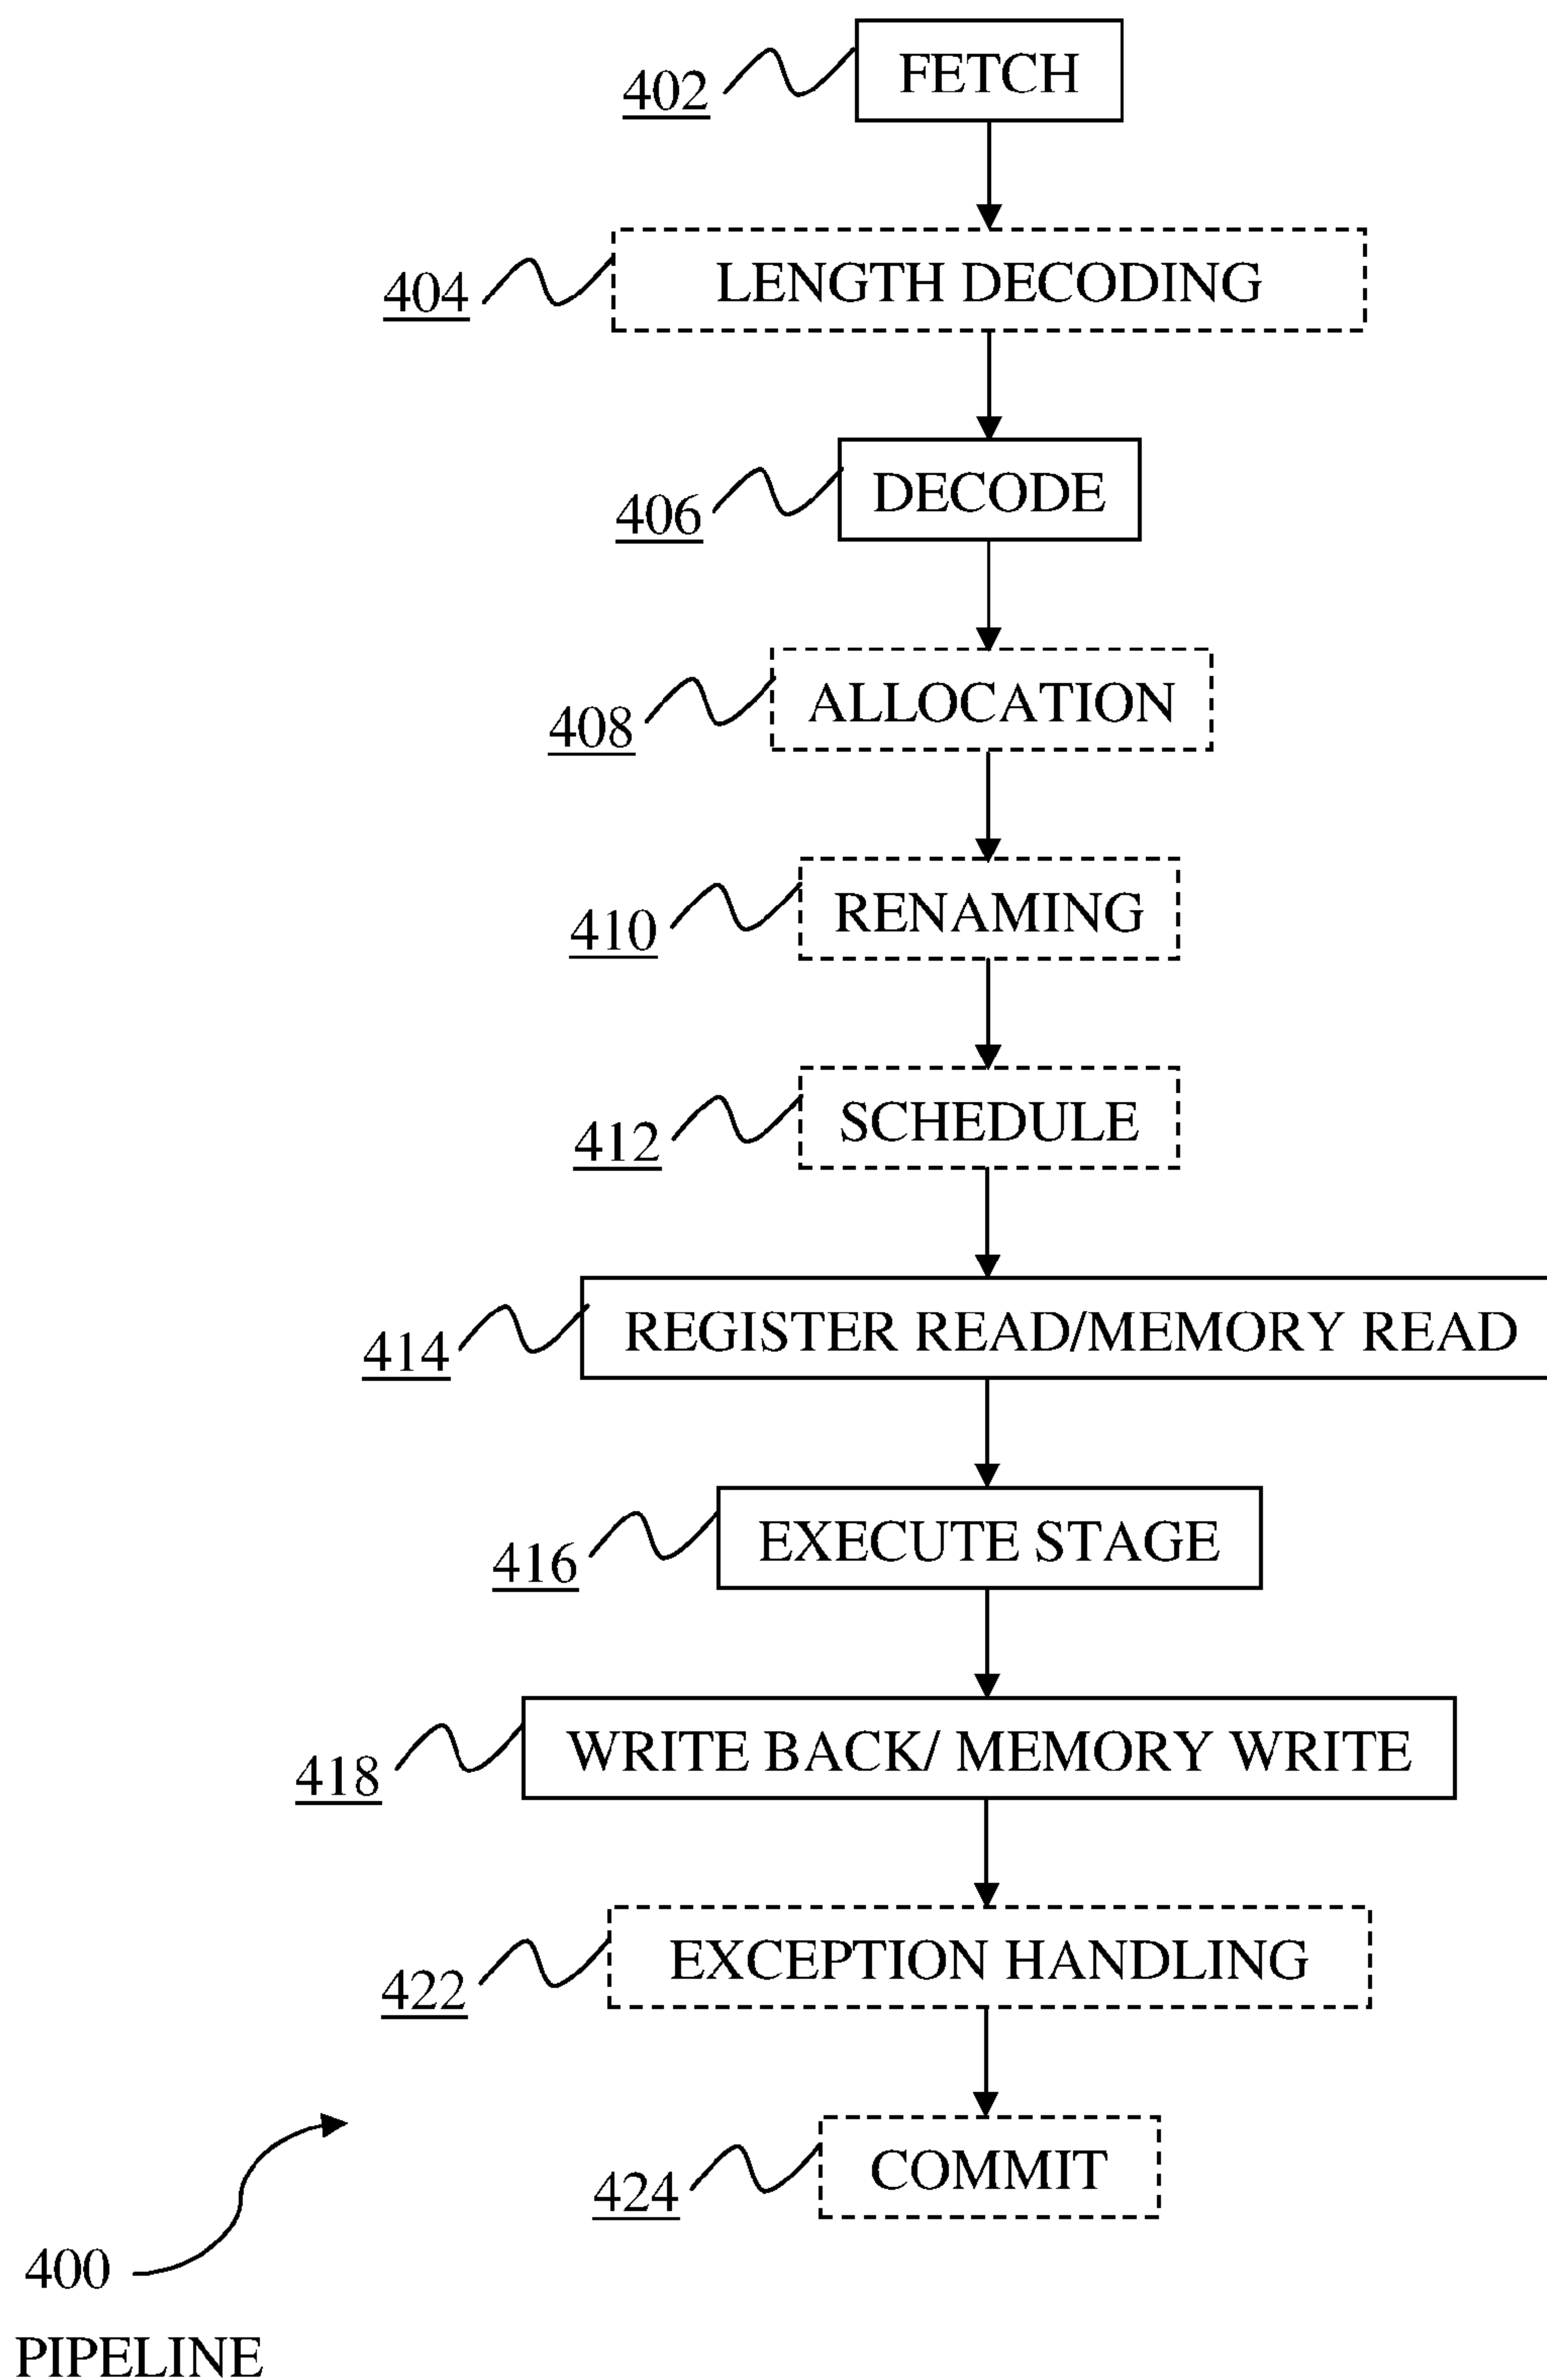 FETCH
402
LENGTH DECODING
404
DECODE
406
ALLOCATION
408
RENAMING
410
SCHEDULE
412
REGISTER READ/MEMORY READ
414
EXECUTE STAGE
416
WRITE BACK/ MEMORY WRITE
418
EXCEPTION HANDLING
422
COMMIT
424
400
PIPELINE